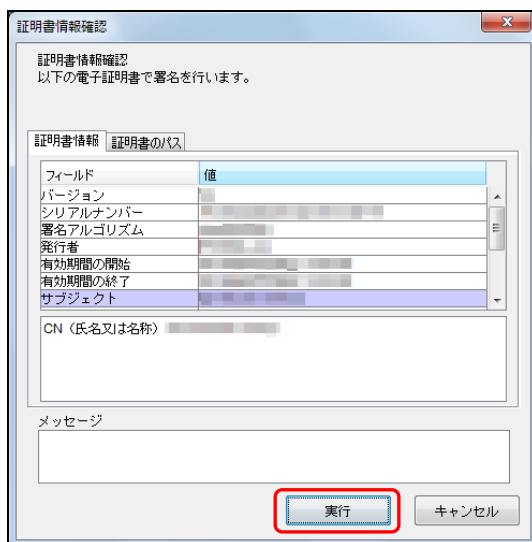 証明書情報確認
証明書情報確認
以下の電子証明書で署名を行います。
証明書情報 証明書のパス
フィールド 値
バージョン
シリアルナンバー
署名アルゴリズム
発行者
有効期間の開始
有効期間の終了
サブジェクト
CN（氏名又は名称）
メッセージ
実行 キャンセル